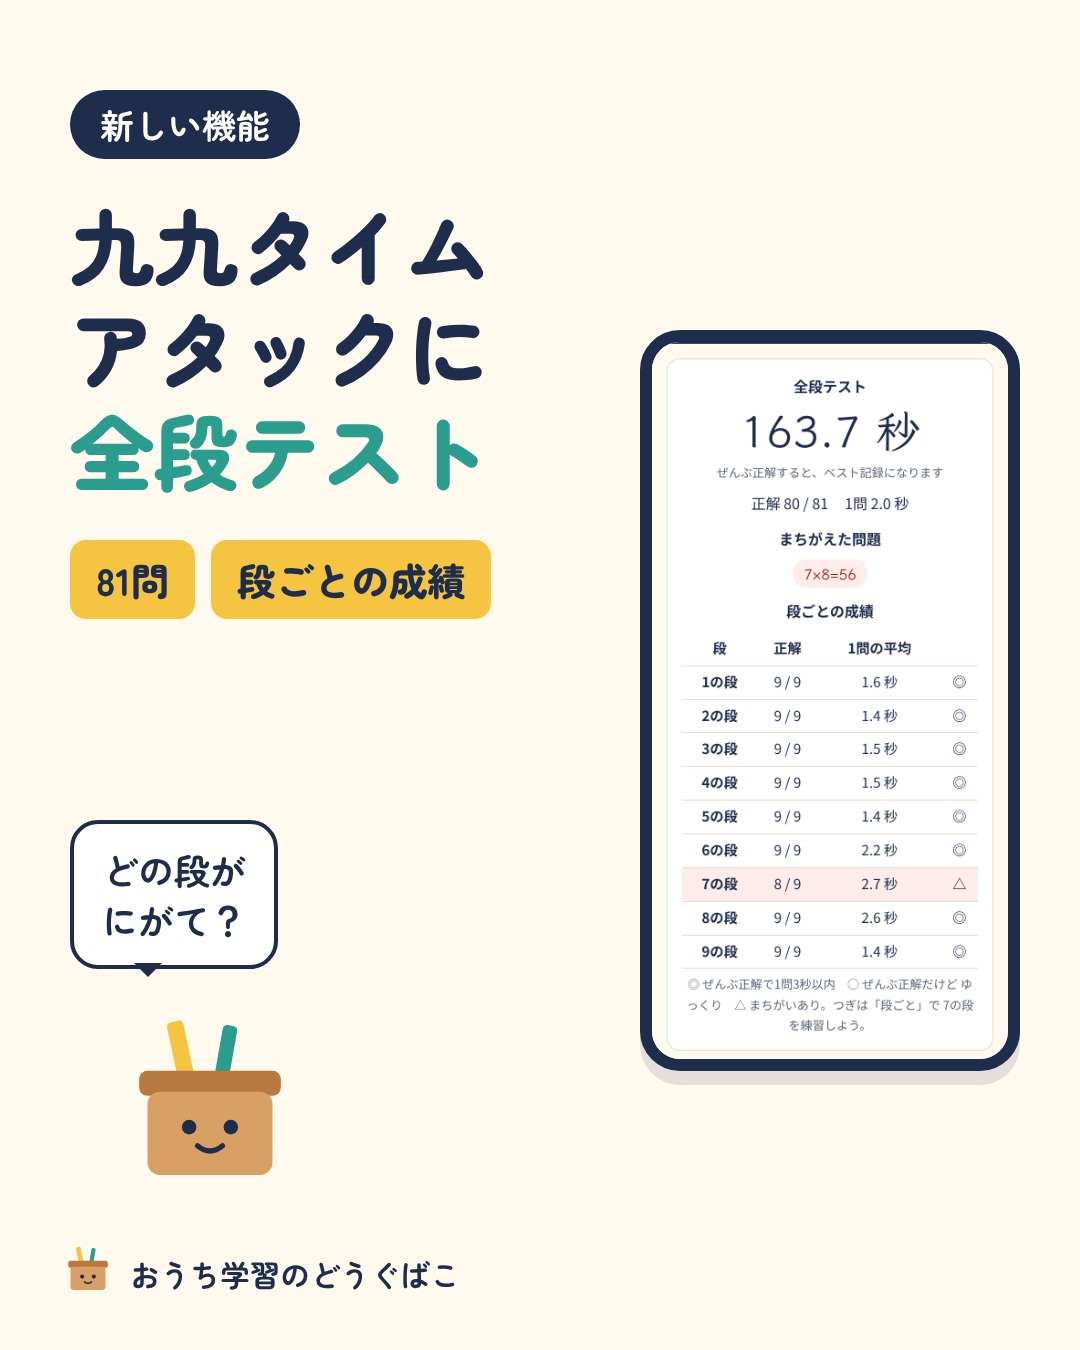 新しい機能
九九タイム
アタックに
全段テスト
81問 段ごとの成績
どの段が
にがて？
おうち学習のどうぐばこ
全段テスト
163.7 秒
ぜんぶ正解すると、ベスト記録になります
正解 80 / 81 1問 2.0 秒
まちがえた問題
7×8=56
段ごとの成績
段 正解 1問の平均
1の段 9 / 9 1.6 秒 ◎
2の段 9 / 9 1.4 秒 ◎
3の段 9 / 9 1.5 秒 ◎
4の段 9 / 9 1.5 秒 ◎
5の段 9 / 9 1.4 秒 ◎
6の段 9 / 9 2.2 秒 ◎
7の段 8 / 9 2.7 秒 △
8の段 9 / 9 2.6 秒 ◎
9の段 9 / 9 1.4 秒 ◎
◎ ぜんぶ正解で1問3秒以内 ○ ぜんぶ正解だけど ゆ
っくり △ まちがいあり。つぎは「段ごと」で 7の段
を練習しよう。